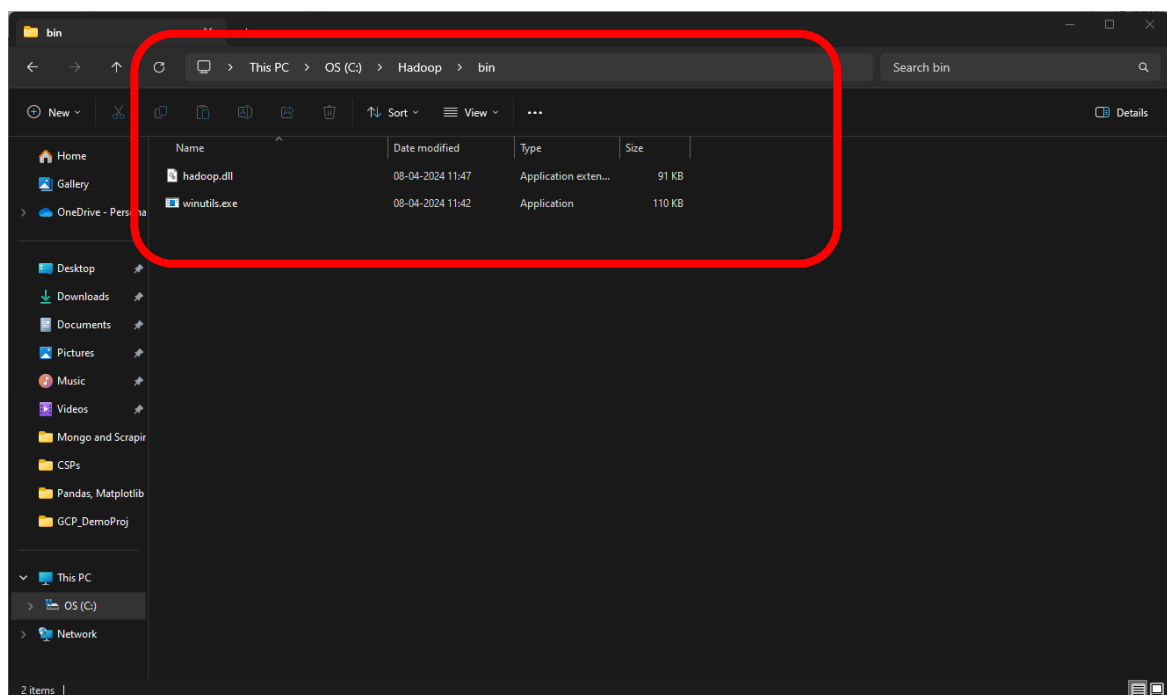 bin
This PC > OS (C:) > Hadoop > bin
Search bin
New
Sort
View
Details
Name Date modified Type Size
hadoop.dll 08-04-2024 11:47 Application exten... 91 KB
winutils.exe 08-04-2024 11:42 Application 110 KB
Home
Gallery
OneDrive - Persona
Desktop
Downloads
Documents
Pictures
Music
Videos
Mongo and Scrapin
CSPs
Pandas, Matplotlib
GCP_DemoProj
This PC
OS (C:)
Network
2 items